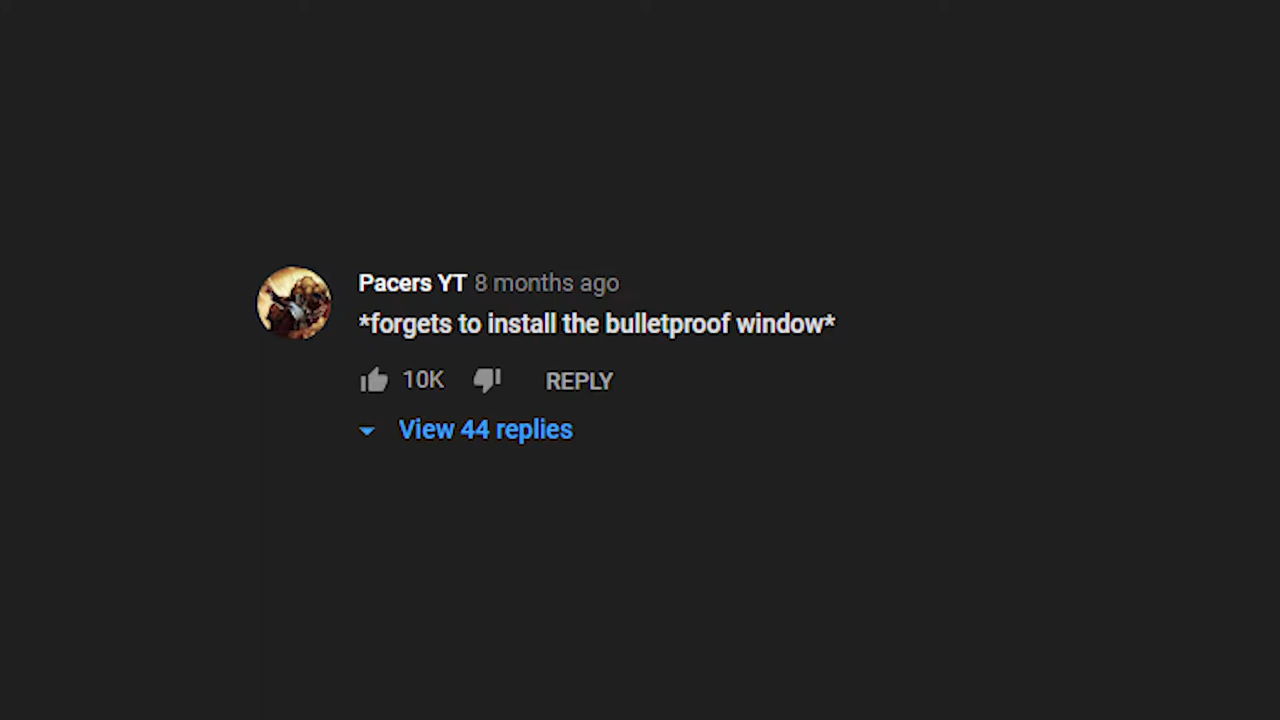 Pacers YT 8 months ago
*forgets to install the bulletproof window*
10K REPLY
View 44 replies